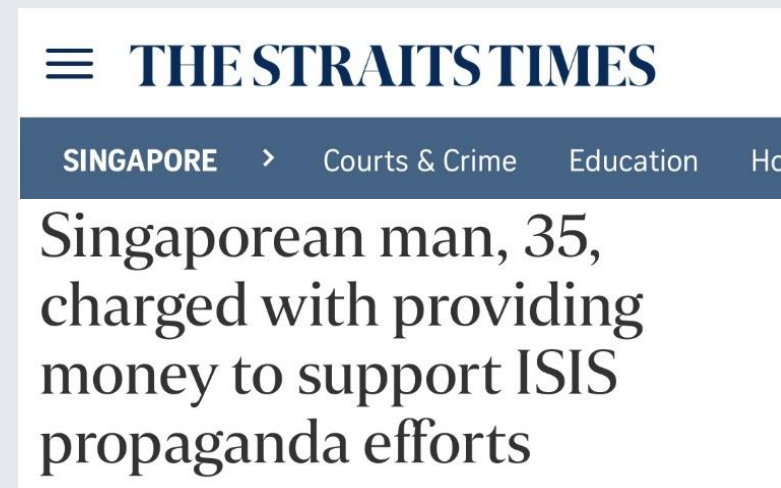 THE STRAITS TIMES
SINGAPORE > Courts & Crime Education
Singaporean man, 35,
charged with providing
money to support ISIS
propaganda efforts